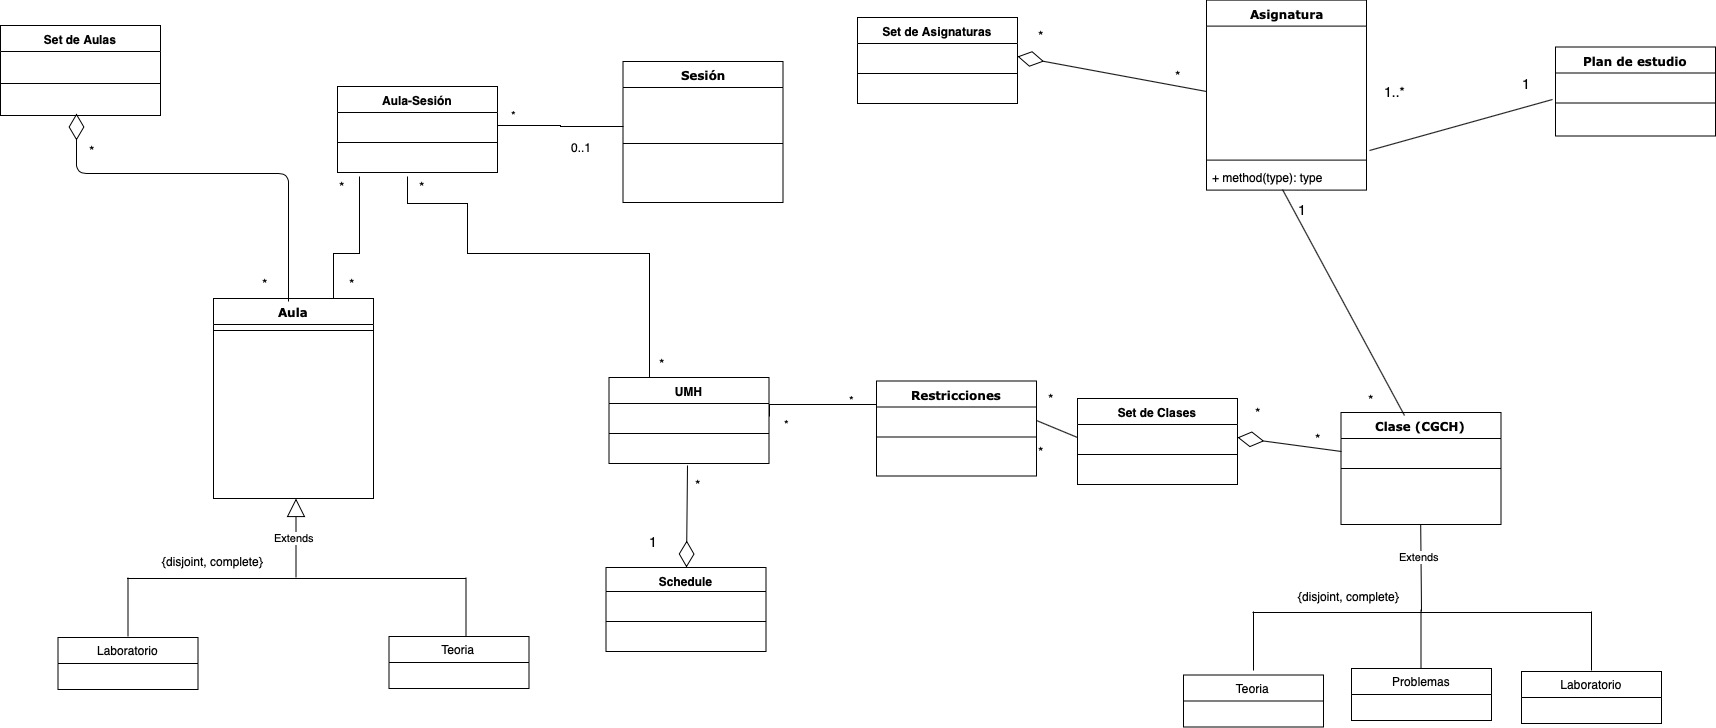 Set de Aulas
*
*
Aula-Sesión
*
0..1
*
*
*
Sesión
Set de Asignaturas
*
*
Asignatura
+ method(type): type
1..*
1
Plan de estudio
1
*
Aula
Extends
{disjoint, complete}
Laboratorio
Teoria
*
UMH
*
*
*
1
Schedule
Restricciones
*
*
Set de Clases
*
*
Clase (CGCH)
Extends
{disjoint, complete}
Teoria
Problemas
Laboratorio